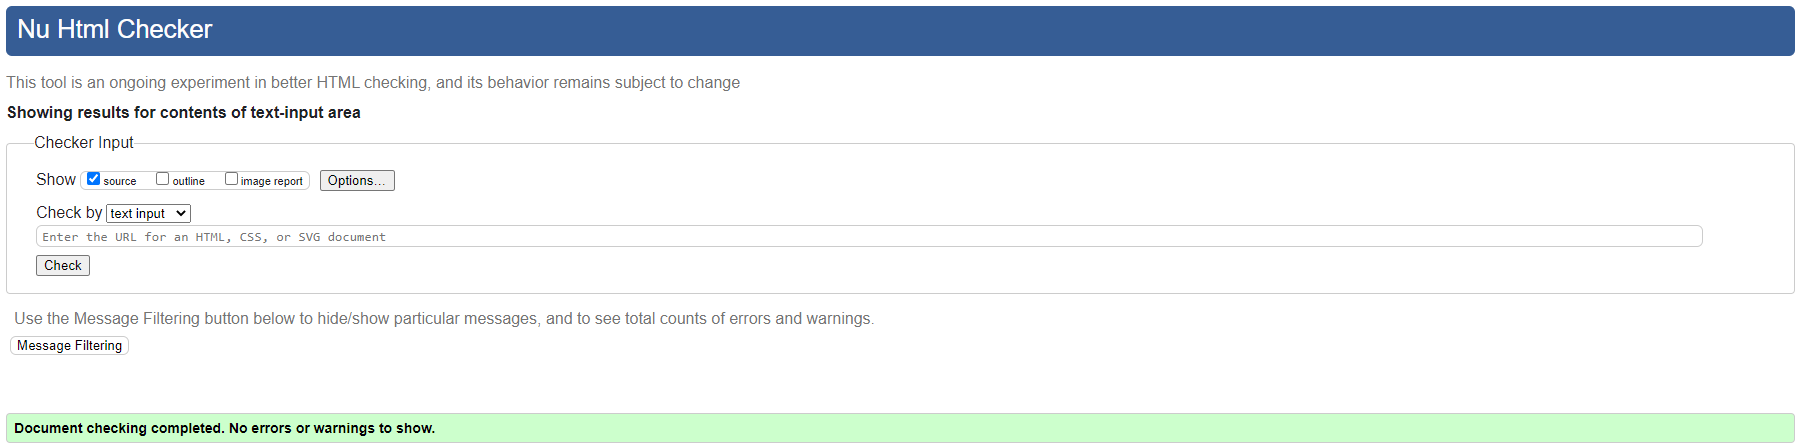 Nu Html Checker
This tool is an ongoing experiment in better HTML checking, and its behavior remains subject to change
Showing results for contents of text-input area
Checker Input
Show source outline image report Options...
Check by text input
Enter the URL for an HTML, CSS, or SVG document
Check
Use the Message Filtering button below to hide/show particular messages, and to see total counts of errors and warnings.
Message Filtering
Document checking completed. No errors or warnings to show.